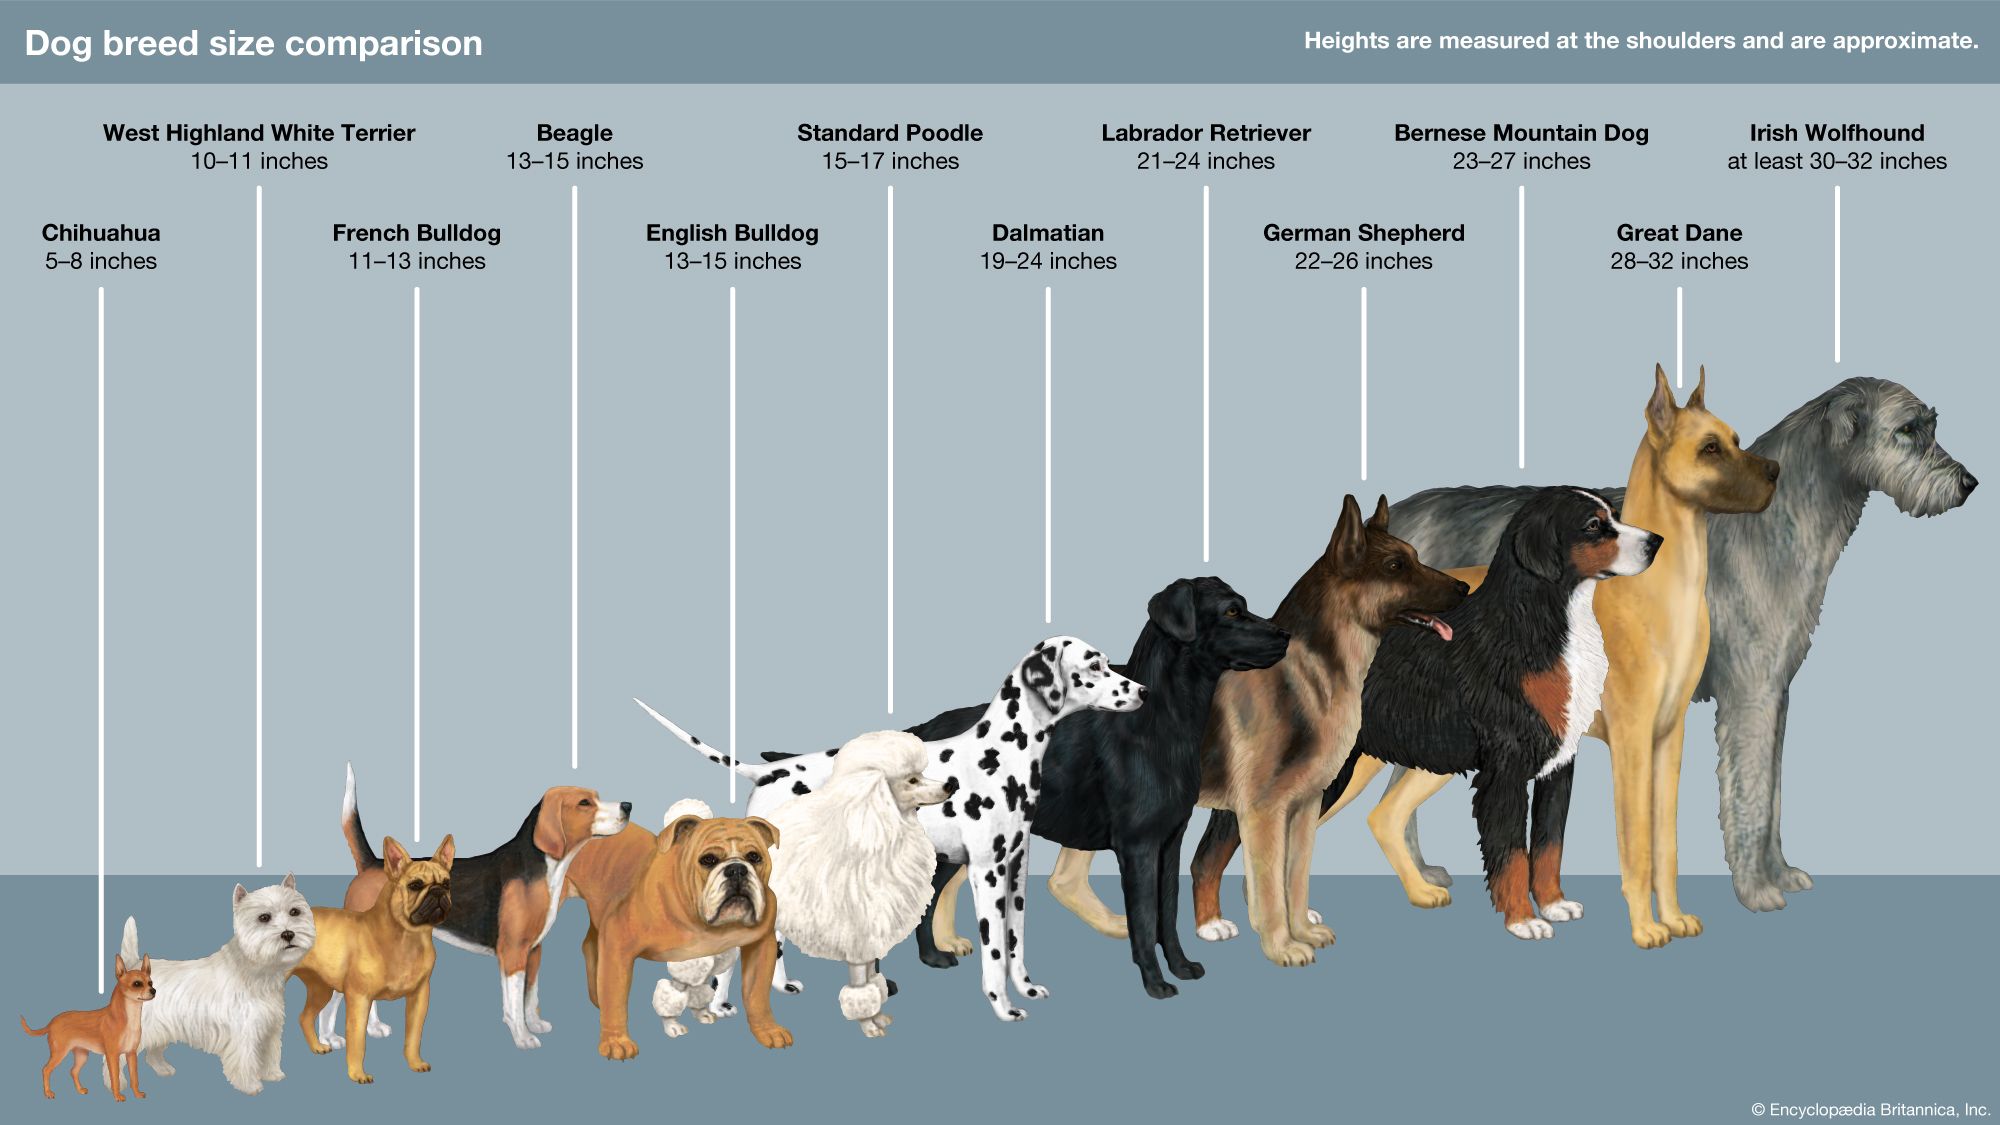 Dog breed size comparison
Heights are measured at the shoulders and are approximate.
West Highland White Terrier
10–11 inches
Beagle
13–15 inches
Standard Poodle
15–17 inches
Labrador Retriever
21–24 inches
Bernese Mountain Dog
23–27 inches
Irish Wolfhound
at least 30–32 inches
Chihuahua
5–8 inches
French Bulldog
11–13 inches
English Bulldog
13–15 inches
Dalmatian
19–24 inches
German Shepherd
22–26 inches
Great Dane
28–32 inches
© Encyclopædia Britannica, Inc.